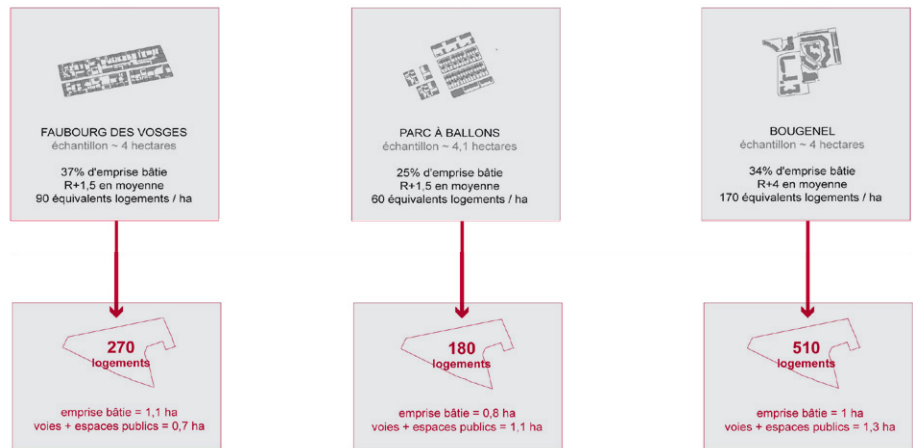 FAUBOURG DES VOSGES
échantillon ~ 4 hectares
37% d'emprise bâtie
R+1,5 en moyenne
90 équivalents logements / ha
PARC À BALLONS
échantillon ~ 4,1 hectares
25% d'emprise bâtie
R+1,5 en moyenne
60 équivalents logements / ha
BOUGENEL
échantillon ~ 4 hectares
34% d'emprise bâtie
R+4 en moyenne
170 équivalents logements / ha
270
logements
emprise bâtie = 1,1 ha
voies + espaces publics = 0,7 ha
180
logements
emprise bâtie = 0,8 ha
voies + espaces publics = 1,1 ha
510
logements
emprise bâtie = 1 ha
voies + espaces publics = 1,3 ha